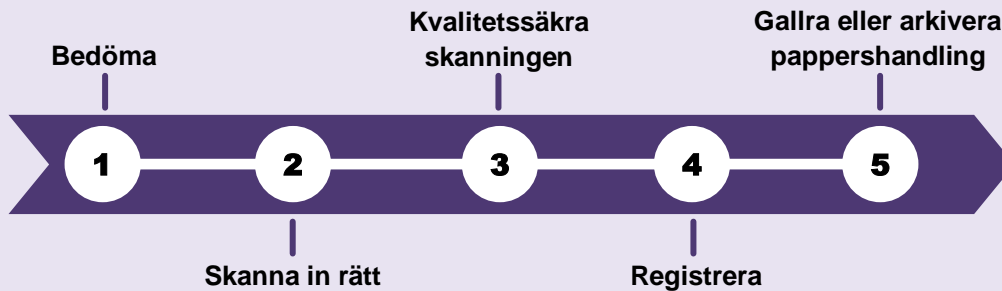 Bedöma
Kvalitetssäkra
skanningen
Gallra eller arkivera
pappershandling
1
2
3
4
5
Skanna in rätt
Registrera